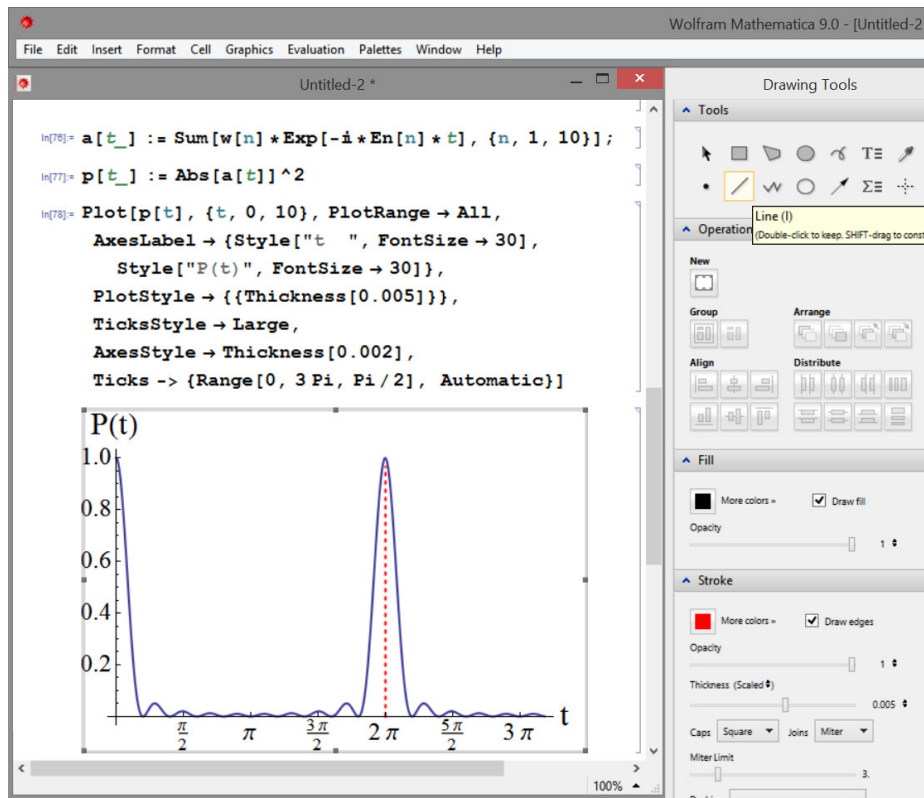 Wolfram Mathematica 9.0 - [Untitled-2
File Edit Insert Format Cell Graphics Evaluation Palettes Window Help
Untitled-2 *
In[76]:= a[t_] := Sum[w[n]*Exp[-i*En[n]*t], {n, 1, 10}];
In[77]:= p[t_] := Abs[a[t]]^2
In[78]:= Plot[p[t], {t, 0, 10}, PlotRange → All,
AxesLabel → {Style["t  ", FontSize → 30],
Style["P(t)", FontSize → 30]},
PlotStyle → {{Thickness[0.005]}},
TicksStyle → Large,
AxesStyle → Thickness[0.002],
Ticks -> {Range[0, 3 Pi, Pi / 2], Automatic}]
P(t)
1.0
0.8
0.6
0.4
0.2
π/2 π 3π/2 2π 5π/2 3π t
100%
Drawing Tools
Tools
T
Σ
Line (l)
(Double-click to keep. SHIFT-drag to const
Operation
New
Group Arrange
Align Distribute
Fill
More colors » Draw fill
Opacity
1
Stroke
More colors » Draw edges
Opacity
1
Thickness (Scaled)
0.005
Caps Square Joins Miter
Miter Limit
3.